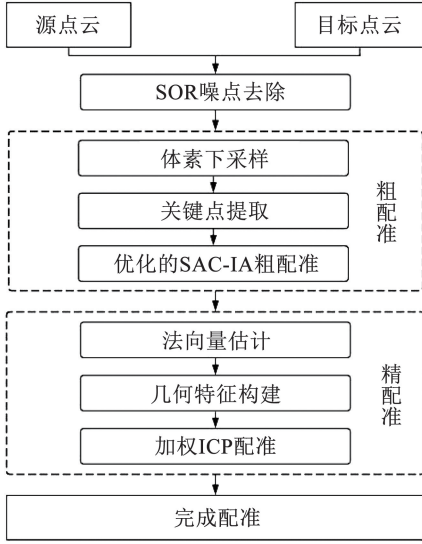 源点云
目标点云
SOR噪点去除
体素下采样
关键点提取
优化的SAC-IA粗配准
粗配准
法向量估计
几何特征构建
加权ICP配准
精配准
完成配准